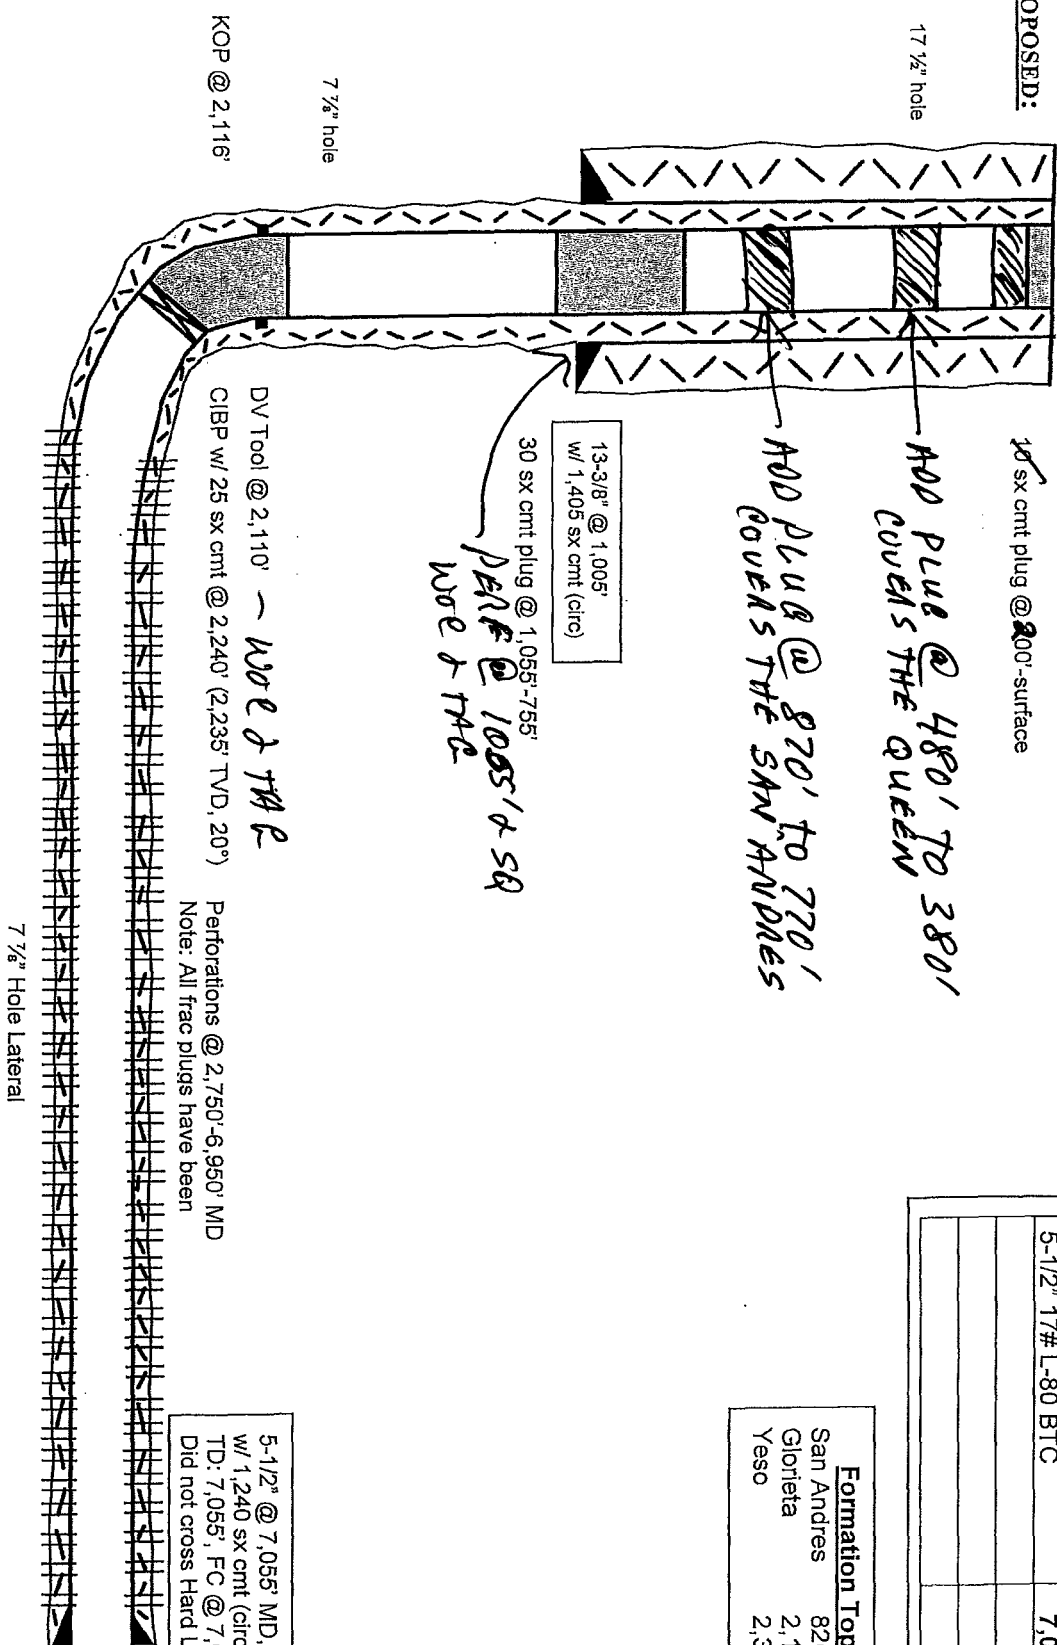 OPOSED:
17 ½" hole
10 sx cmt plug @ 200'-surface
ADD PLUG @ 480' TO 380'
COVERS THE QUEEN
ADD PLUG @ 870' to 770'
COVERS THE SAN ANDRES
13-3/8" @ 1,005'
w/ 1,405 sx cmt (circ)
30 sx cmt plug @ 1,055'-755'
PERF @ 1055' & SQ
WOC & TAG
7 ⅞" hole
DV Tool @ 2,110' ~ WOC & TAG
KOP @ 2,116'
CIBP w/ 25 sx cmt @ 2,240' (2,235' TVD, 20°)
Perforations @ 2,750'-6,950' MD
Note: All frac plugs have been
7 ⅞" Hole Lateral
5-1/2" 17# L-80 BTC
7,0
Formation Top
San Andres 82
Glorieta 2,1
Yeso 2,3
5-1/2" @ 7,055' MD,
w/ 1,240 sx cmt (circ
TD: 7,055', FC @ 7,
Did not cross Hard L